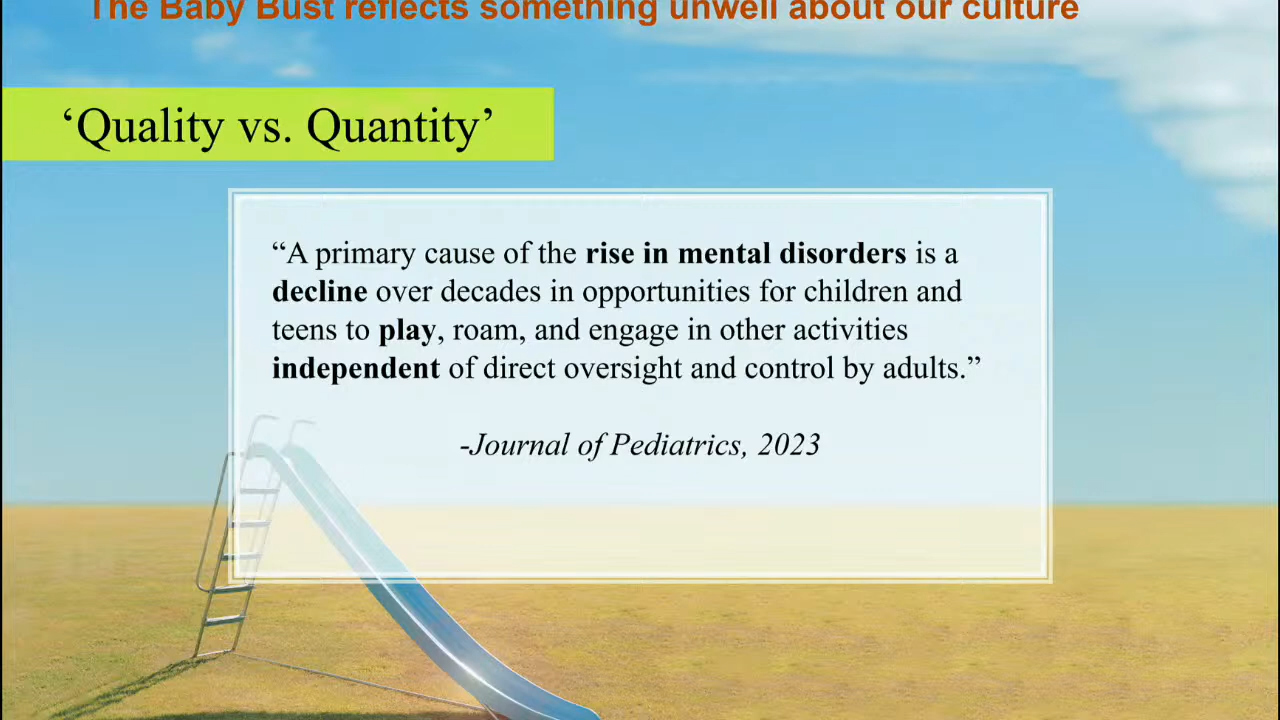 The Baby Bust reflects something unwell about our culture
‘Quality vs. Quantity’
“A primary cause of the rise in mental disorders is a
decline over decades in opportunities for children and
teens to play, roam, and engage in other activities
independent of direct oversight and control by adults.”
-Journal of Pediatrics, 2023